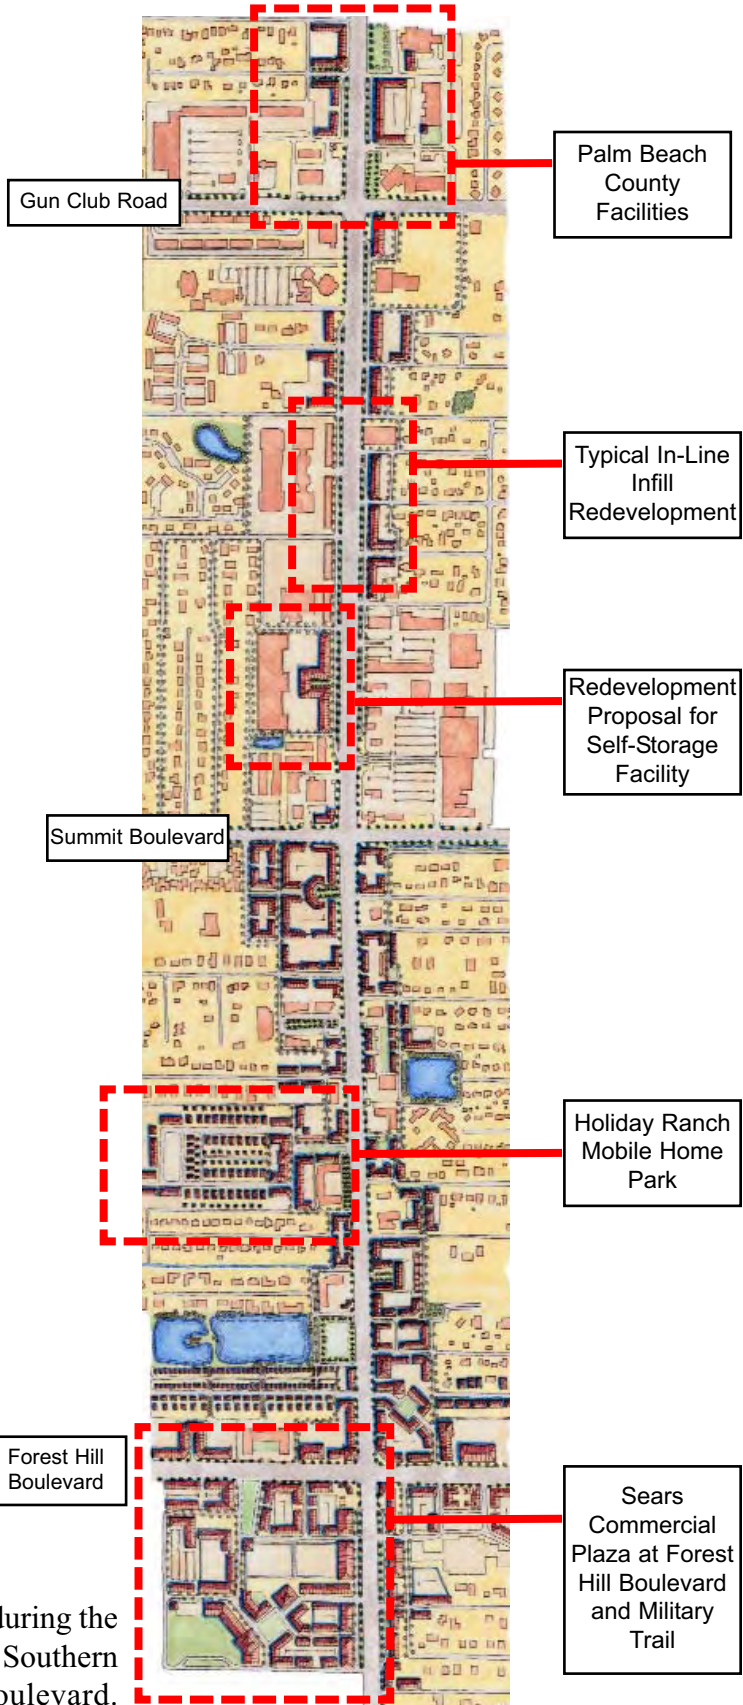 Palm Beach
County
Facilities
Gun Club Road
Typical In-Line
Infill
Redevelopment
Redevelopment
Proposal for
Self-Storage
Facility
Summit Boulevard
Holiday Ranch
Mobile Home
Park
Forest Hill
Boulevard
Sears
Commercial
Plaza at Forest
Hill Boulevard
and Military
Trail
during the
Southern
oulevard.